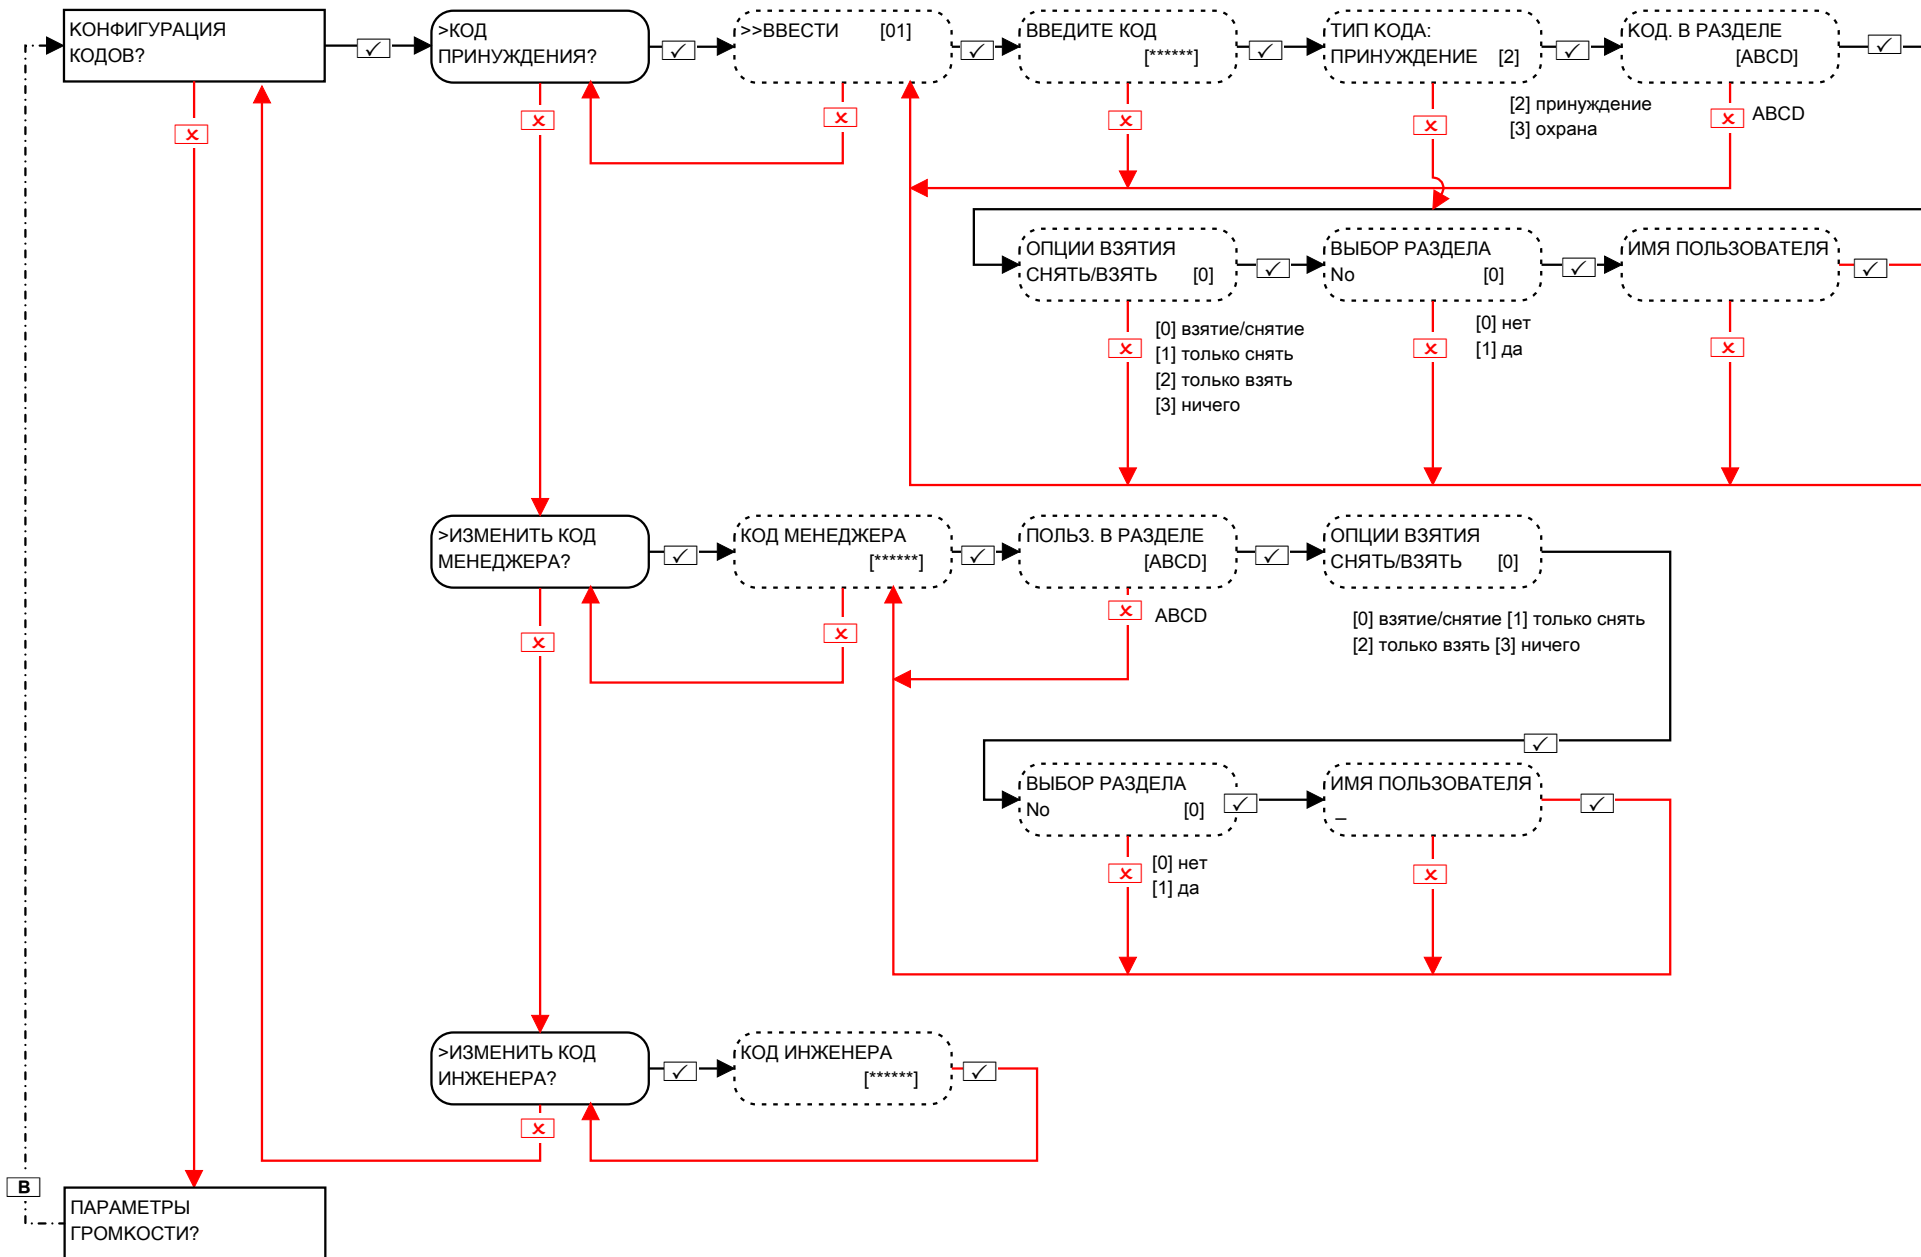 КОНФИГУРАЦИЯ
КОДОВ?
>КОД
ПРИНУЖДЕНИЯ?
>>ВВЕСТИ [01]
ВВЕДИТЕ КОД
[******]
ТИП КОДА:
ПРИНУЖДЕНИЕ [2]
КОД. В РАЗДЕЛЕ
[ABCD]
[2] принуждение
[3] охрана
ABCD
ОПЦИИ ВЗЯТИЯ
СНЯТЬ/ВЗЯТЬ [0]
ВЫБОР РАЗДЕЛА
No [0]
ИМЯ ПОЛЬЗОВАТЕЛЯ
[0] взятие/снятие
[1] только снять
[2] только взять
[3] ничего
[0] нет
[1] да
>ИЗМЕНИТЬ КОД
МЕНЕДЖЕРА?
КОД МЕНЕДЖЕРА
[******]
ПОЛЬЗ. В РАЗДЕЛЕ
[ABCD]
ОПЦИИ ВЗЯТИЯ
СНЯТЬ/ВЗЯТЬ [0]
ABCD
[0] взятие/снятие [1] только снять
[2] только взять [3] ничего
ВЫБОР РАЗДЕЛА
No [0]
ИМЯ ПОЛЬЗОВАТЕЛЯ
_
[0] нет
[1] да
>ИЗМЕНИТЬ КОД
ИНЖЕНЕРА?
КОД ИНЖЕНЕРА
[******]
B
ПАРАМЕТРЫ
ГРОМКОСТИ?